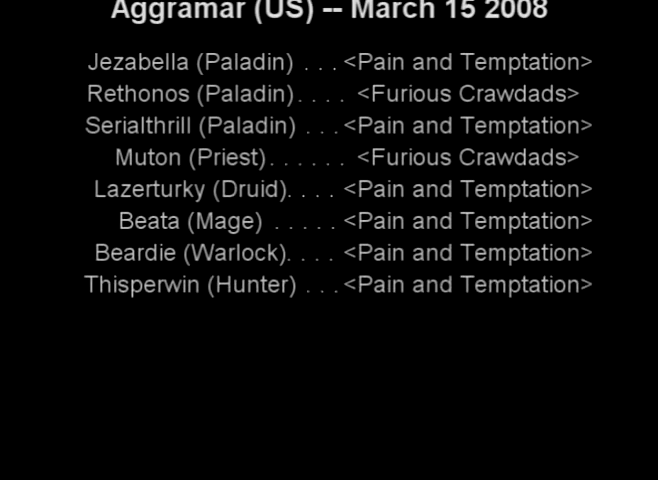 Aggramar (US) -- March 15 2008
Jezabella (Paladin) . . . <Pain and Temptation>
Rethonos (Paladin). . . . <Furious Crawdads>
Serialthrill (Paladin) . . . <Pain and Temptation>
Muton (Priest). . . . . . <Furious Crawdads>
Lazerturky (Druid). . . . <Pain and Temptation>
Beata (Mage) . . . . . <Pain and Temptation>
Beardie (Warlock). . . . <Pain and Temptation>
Thisperwin (Hunter) . . . <Pain and Temptation>